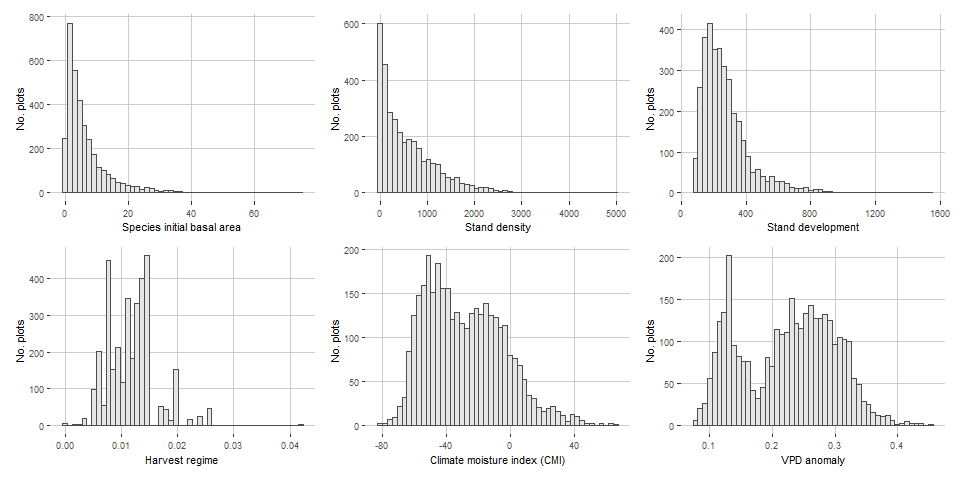 No. plots
800
600
400
200
0
0 20 40 60
Species initial basal area
No. plots
600
400
200
0
0 1000 2000 3000 4000 5000
Stand density
No. plots
400
300
200
100
0
0 400 800 1200 1600
Stand development
No. plots
400
300
200
100
0
0.00 0.01 0.02 0.03 0.04
Harvest regime
No. plots
200
150
100
50
0
-80 -40 0 40
Climate moisture index (CMI)
No. plots
200
150
100
50
0
0.1 0.2 0.3 0.4
VPD anomaly